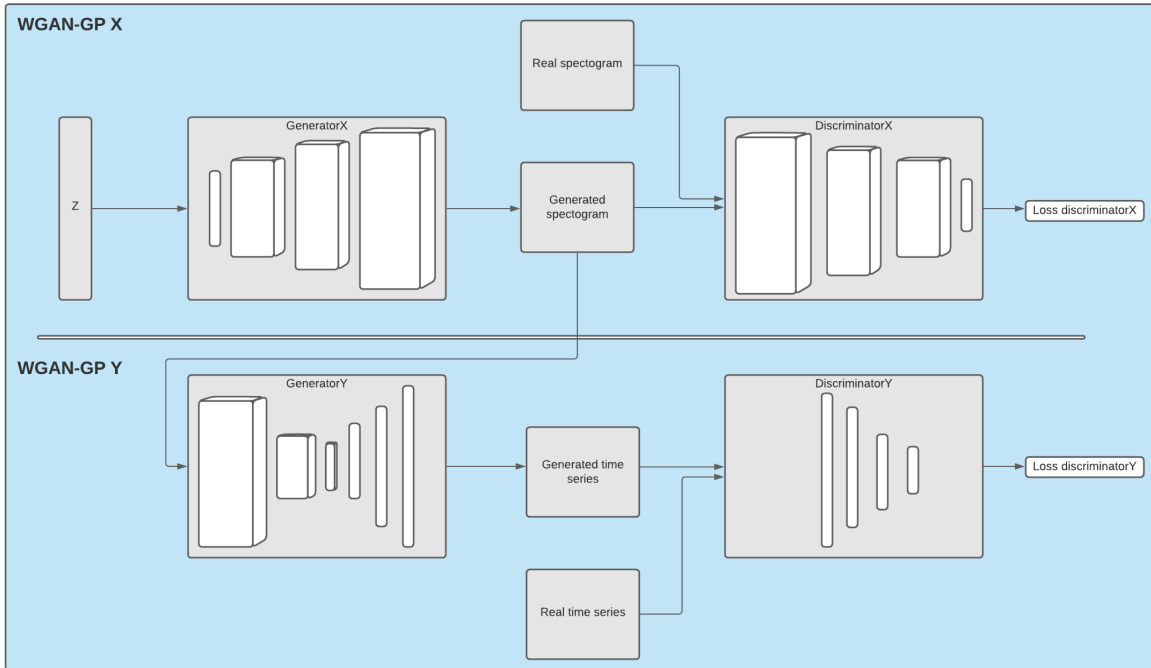 WGAN-GP X
Real spectogram
GeneratorX
DiscriminatorX
Z
Generated
spectogram
Loss discriminatorX
WGAN-GP Y
GeneratorY
DiscriminatorY
Generated time
series
Loss discriminatorY
Real time series